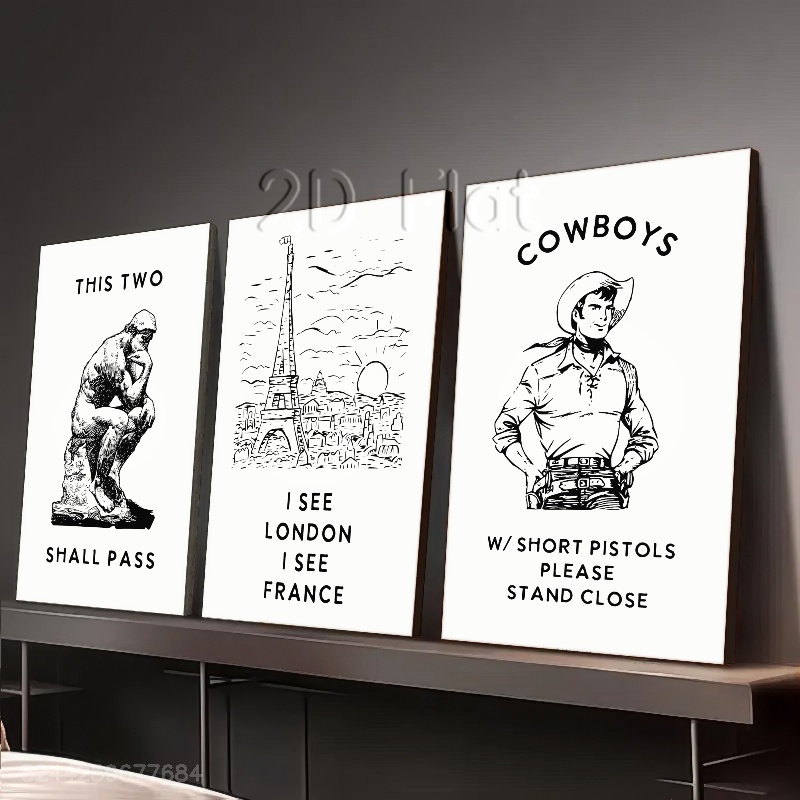 2D Flat
THIS TWO
SHALL PASS
I SEE
LONDON
I SEE
FRANCE
COWBOYS
W/ SHORT PISTOLS
PLEASE
STAND CLOSE